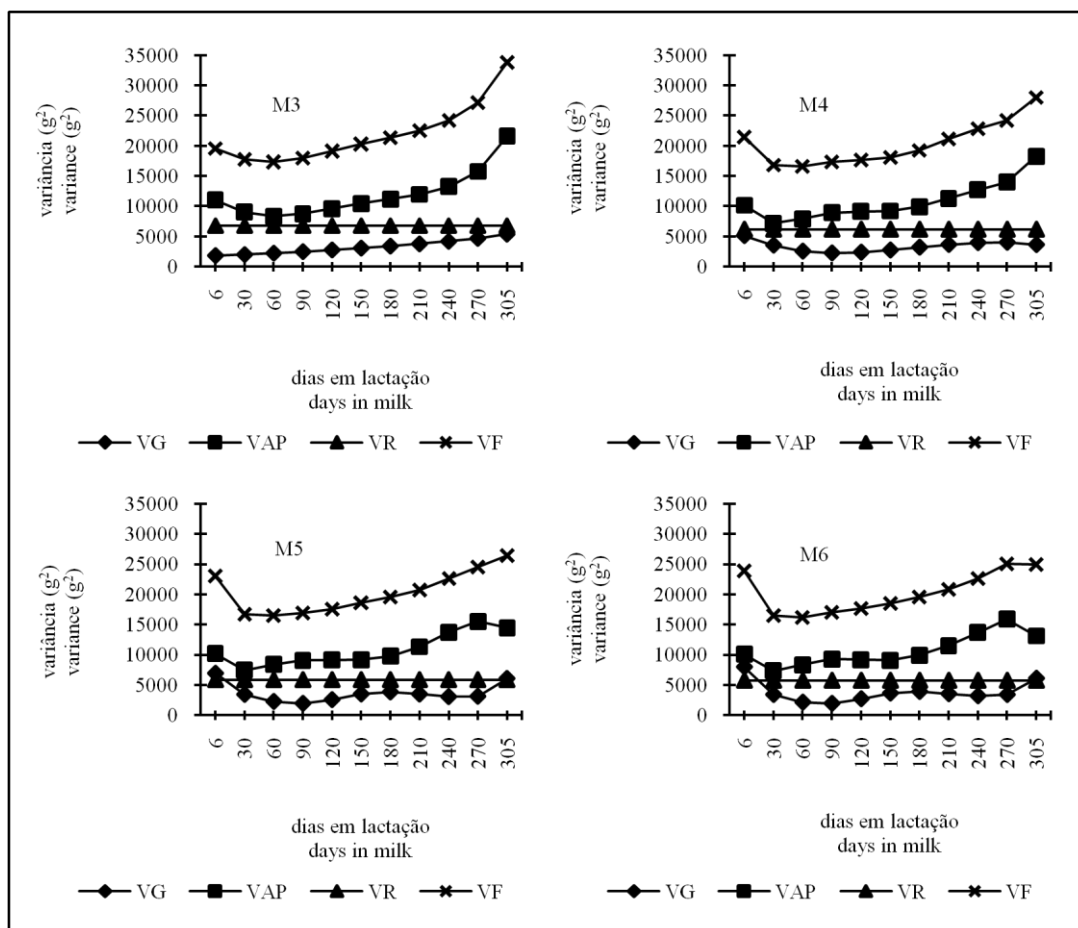 35000
30000
25000
20000
15000
10000
5000
0
variância (g²)
variance (g²)
M3
6 30 60 90 120 150 180 210 240 270 305
dias em lactação
days in milk
VG VAP VR VF
35000
30000
25000
20000
15000
10000
5000
0
variância (g²)
variance (g²)
M4
6 30 60 90 120 150 180 210 240 270 305
dias em lactação
days in milk
VG VAP VR VF
35000
30000
25000
20000
15000
10000
5000
0
variância (g²)
variance (g²)
M5
6 30 60 90 120 150 180 210 240 270 305
dias em lactação
days in milk
VG VAP VR VF
35000
30000
25000
20000
15000
10000
5000
0
variância (g²)
variance (g²)
M6
6 30 60 90 120 150 180 210 240 270 305
dias em lactação
days in milk
VG VAP VR VF